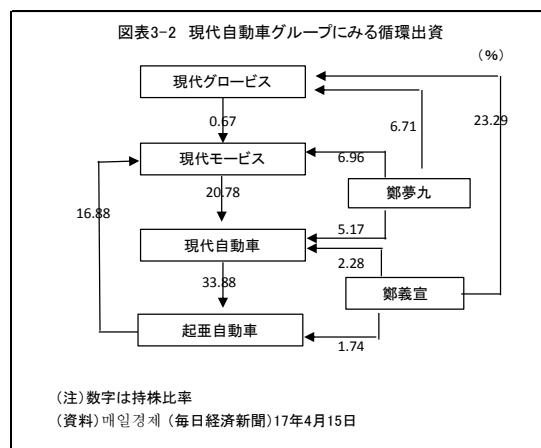 図表3-2 現代自動車グループにみる循環出資
(%)
現代グロービス
23.29
0.67
6.71
現代モービス
6.96
20.78
鄭夢九
16.88
5.17
現代自動車
2.28
33.88
鄭義宣
起亜自動車
1.74
(注)数字は持株比率
(資料)매일경제 (毎日経済新聞)17年4月15日